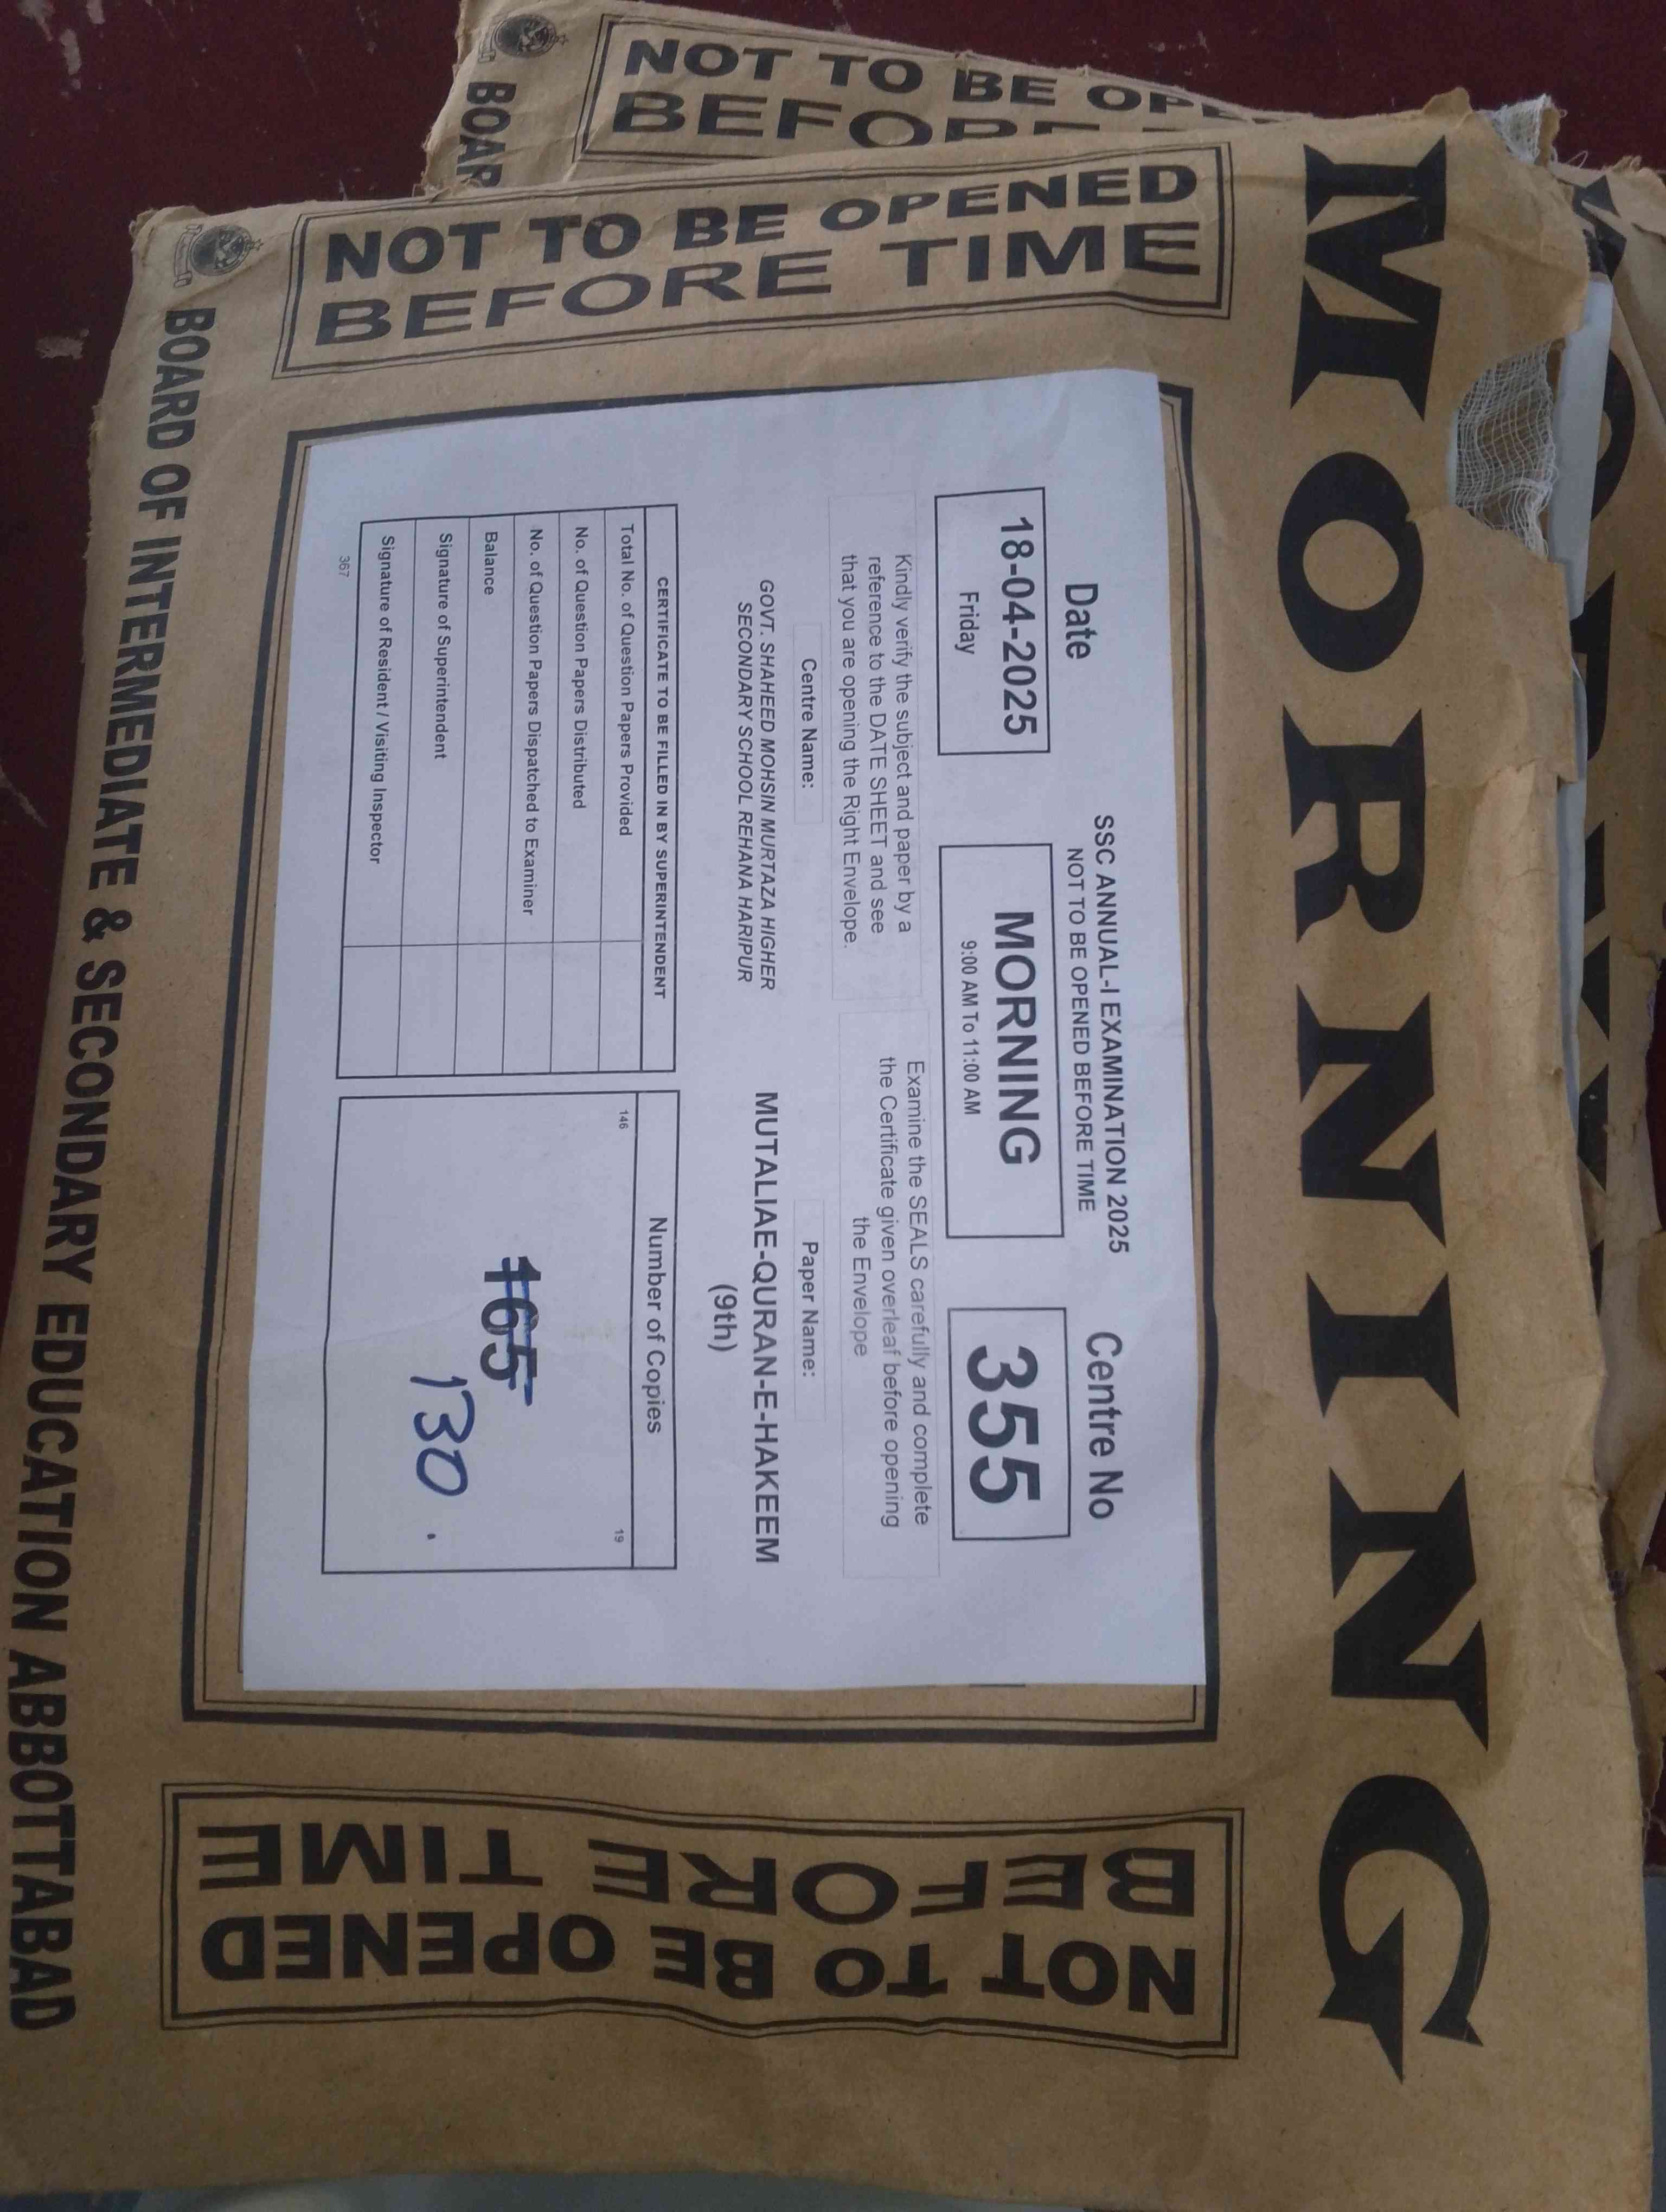 NOT TO BE
BEFO
BOAR
MORNING
NOT TO BE OPENED
BEFORE TIME
SSC ANNUAL-I EXAMINATION 2025
NOT TO BE OPENED BEFORE TIME
Date
Centre No
18-04-2025
Friday
MORNING
9:00 AM To 11:00 AM
355
Kindly verify the subject and paper by a
reference to the DATE SHEET and see
that you are opening the Right Envelope.
Examine the SEALS carefully and complete
the Certificate given overleaf before opening
the Envelope
Centre Name:
Paper Name:
GOVT. SHAHEED MOHSIN MURTAZA HIGHER
SECONDARY SCHOOL REHANA HARIPUR
MUTALIAE-QURAN-E-HAKEEM
(9th)
CERTIFICATE TO BE FILLED IN BY SUPERINTENDENT
Total No. of Question Papers Provided
No. of Question Papers Distributed
No. of Question Papers Dispatched to Examiner
Balance
Signature of Superintendent
Signature of Resident / Visiting Inspector
367
Number of Copies
146
19
165
130.
NOT TO BE OPENED
BEFORE TIME
BOARD OF INTERMEDIATE & SECONDARY EDUCATION ABBOTTABAD